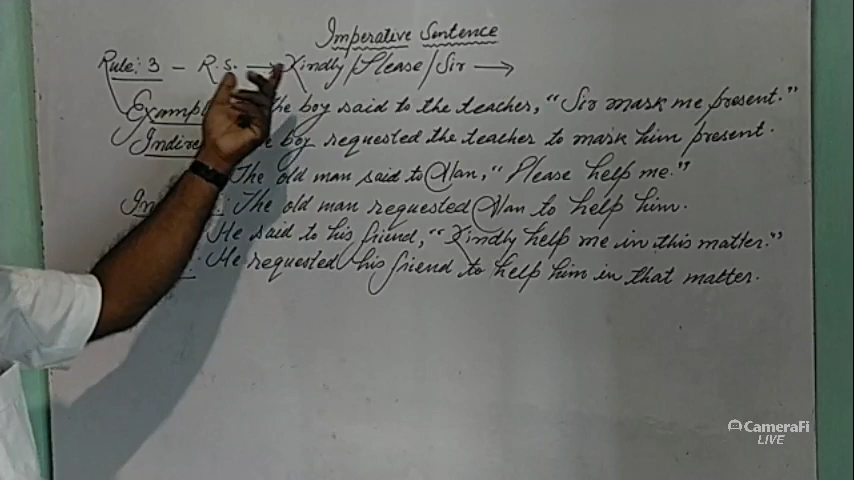 Imperative Sentence
Rule: 3 - R.S. → Kindly/Please/Sir →
Exampl he boy said to the teacher, "Sir mark me present."
Indire e boy requested the teacher to mark him present.
The old man said to Alan, "Please help me."
In : The old man requested Alan to help him.
He said to his friend, "Kindly help me in this matter."
: He requested his friend to help him in that matter.
CameraFi
LIVE